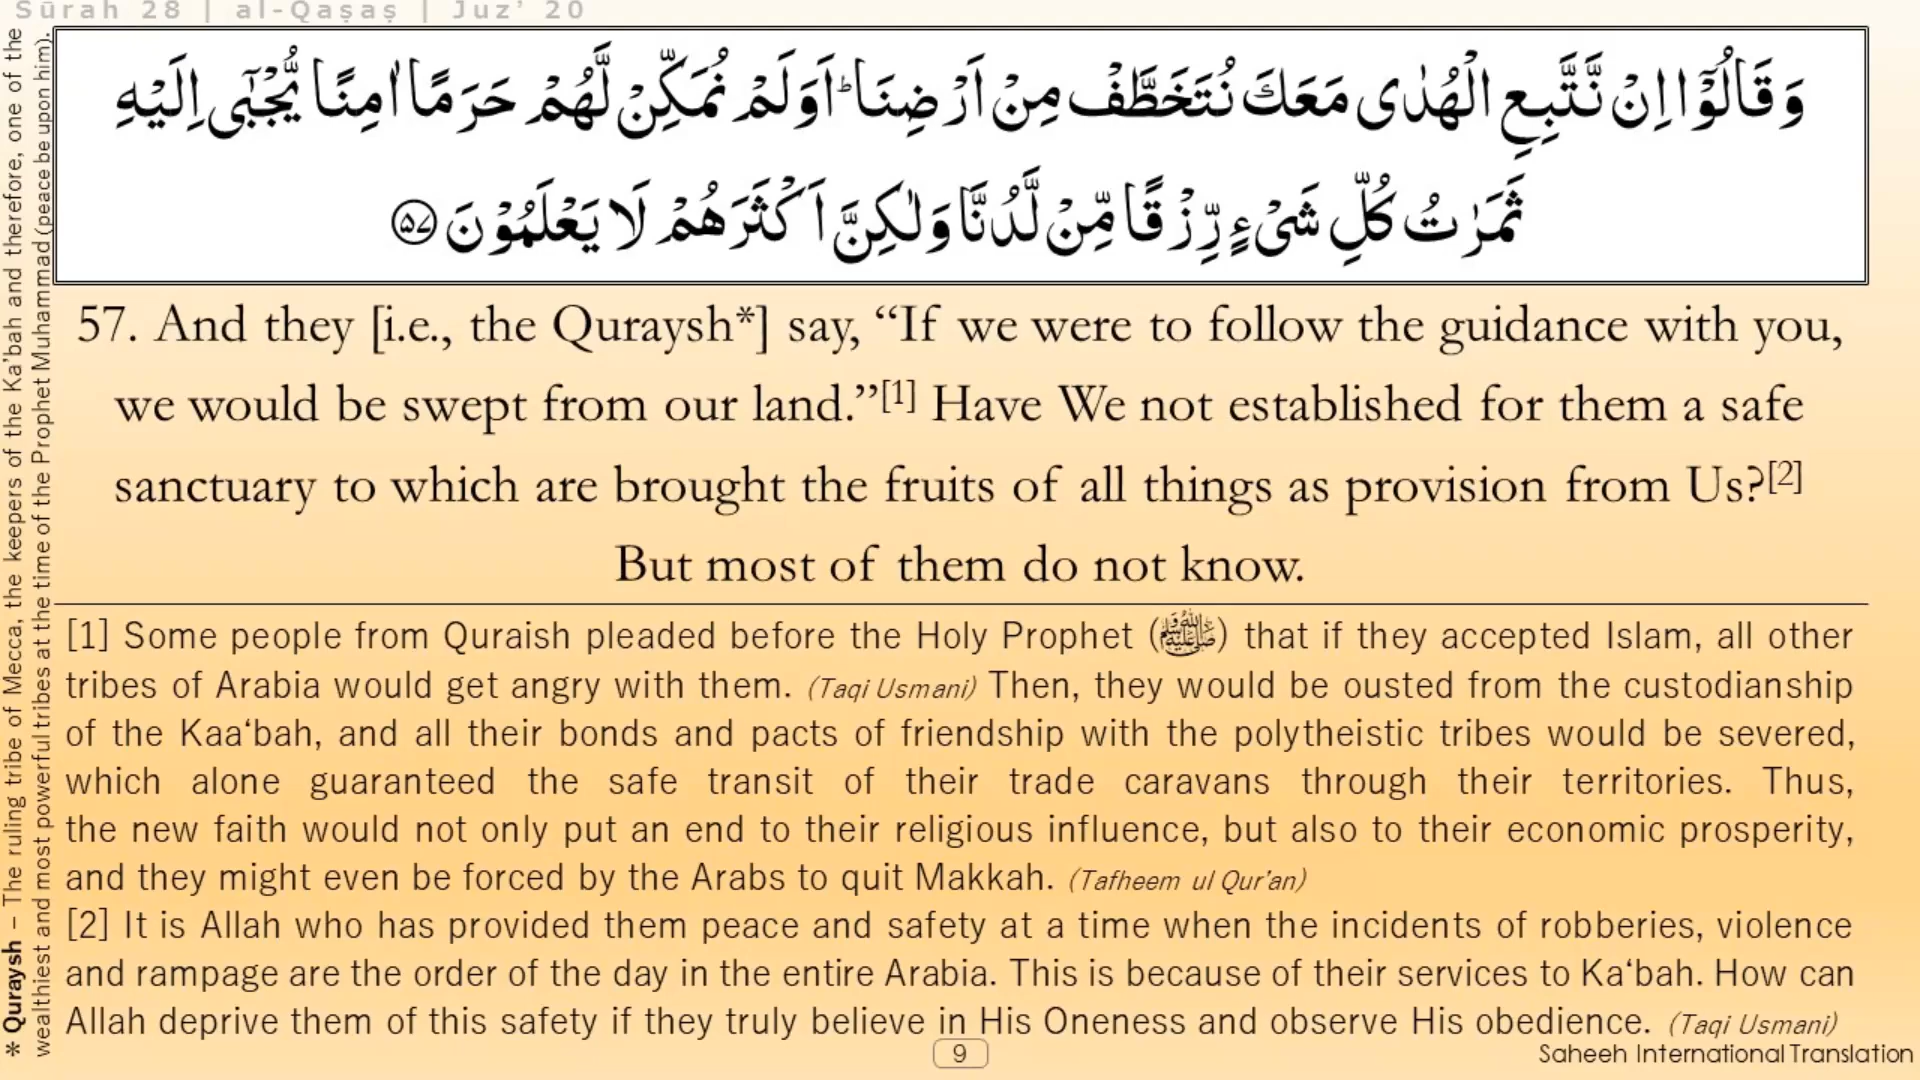 Sūrah 28 | al-Qaṣaṣ | Juz’ 20
وَقَالُوْۤا اِنْ نَّتَّبِعِ الْهُدٰى مَعَكَ نُتَخَطَّفْ مِنْ اَرْضِنَا ؕ اَوَلَمْ نُمَكِّنْ لَّهُمْ حَرَمًا اٰمِنًا يُّجْبٰۤى اِلَيْهِ
ثَمَرٰتُ كُلِّ شَىْءٍ رِّزْقًا مِّنْ لَّدُنَّا وَلٰكِنَّ اَكْثَرَهُمْ لَا يَعْلَمُوْنَ ۝۵۷
57. And they [i.e., the Quraysh*] say, “If we were to follow the guidance with you,
we would be swept from our land.”[1] Have We not established for them a safe
sanctuary to which are brought the fruits of all things as provision from Us?[2]
But most of them do not know.
[1] Some people from Quraish pleaded before the Holy Prophet (ﷺ) that if they accepted Islam, all other
tribes of Arabia would get angry with them. (Taqi Usmani) Then, they would be ousted from the custodianship
of the Kaa‘bah, and all their bonds and pacts of friendship with the polytheistic tribes would be severed,
which alone guaranteed the safe transit of their trade caravans through their territories. Thus,
the new faith would not only put an end to their religious influence, but also to their economic prosperity,
and they might even be forced by the Arabs to quit Makkah. (Tafheem ul Qur’an)
[2] It is Allah who has provided them peace and safety at a time when the incidents of robberies, violence
and rampage are the order of the day in the entire Arabia. This is because of their services to Ka‘bah. How can
Allah deprive them of this safety if they truly believe in His Oneness and observe His obedience. (Taqi Usmani)
* Quraysh – The ruling tribe of Mecca, the keepers of the Ka’bah and therefore, one of the
wealthiest and most powerful tribes at the time of the Prophet Muhammad (peace be upon him).
9
Saheeh International Translation